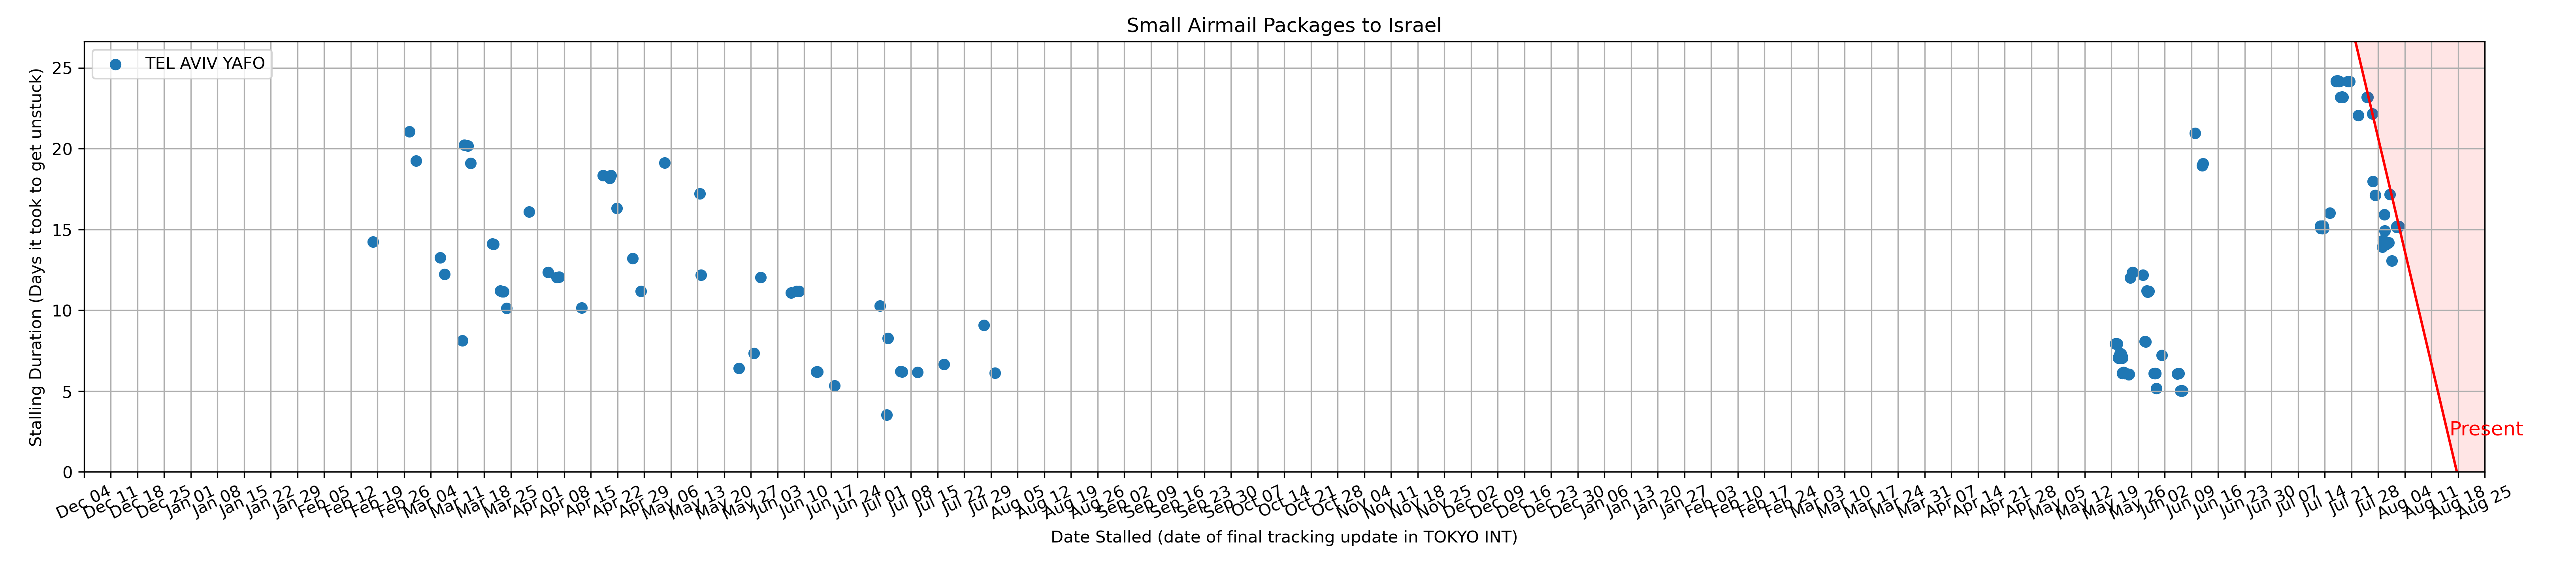 Small Airmail Packages to Israel
TEL AVIV YAFO
Stalling Duration (Days it took to get unstuck)
25
20
15
10
5
0
Present
Dec 04
Dec 11
Dec 18
Dec 25
Jan 01
Jan 08
Jan 15
Jan 22
Jan 29
Feb 05
Feb 12
Feb 19
Feb 26
Mar 04
Mar 11
Mar 18
Mar 25
Apr 01
Apr 08
Apr 15
Apr 22
Apr 29
May 06
May 13
May 20
May 27
Jun 03
Jun 10
Jun 17
Jun 24
Jul 01
Jul 08
Jul 15
Jul 22
Jul 29
Aug 05
Aug 12
Aug 19
Aug 26
Sep 02
Sep 09
Sep 16
Sep 23
Sep 30
Oct 07
Oct 14
Oct 21
Oct 28
Nov 04
Nov 11
Nov 18
Nov 25
Dec 02
Dec 09
Dec 16
Dec 23
Dec 30
Jan 06
Jan 13
Jan 20
Jan 27
Feb 03
Feb 10
Feb 17
Feb 24
Mar 03
Mar 10
Mar 17
Mar 24
Mar 31
Apr 07
Apr 14
Apr 21
Apr 28
May 05
May 12
May 19
May 26
Jun 02
Jun 09
Jun 16
Jun 23
Jun 30
Jul 07
Jul 14
Jul 21
Jul 28
Aug 04
Aug 11
Aug 18
Aug 25
Date Stalled (date of final tracking update in TOKYO INT)